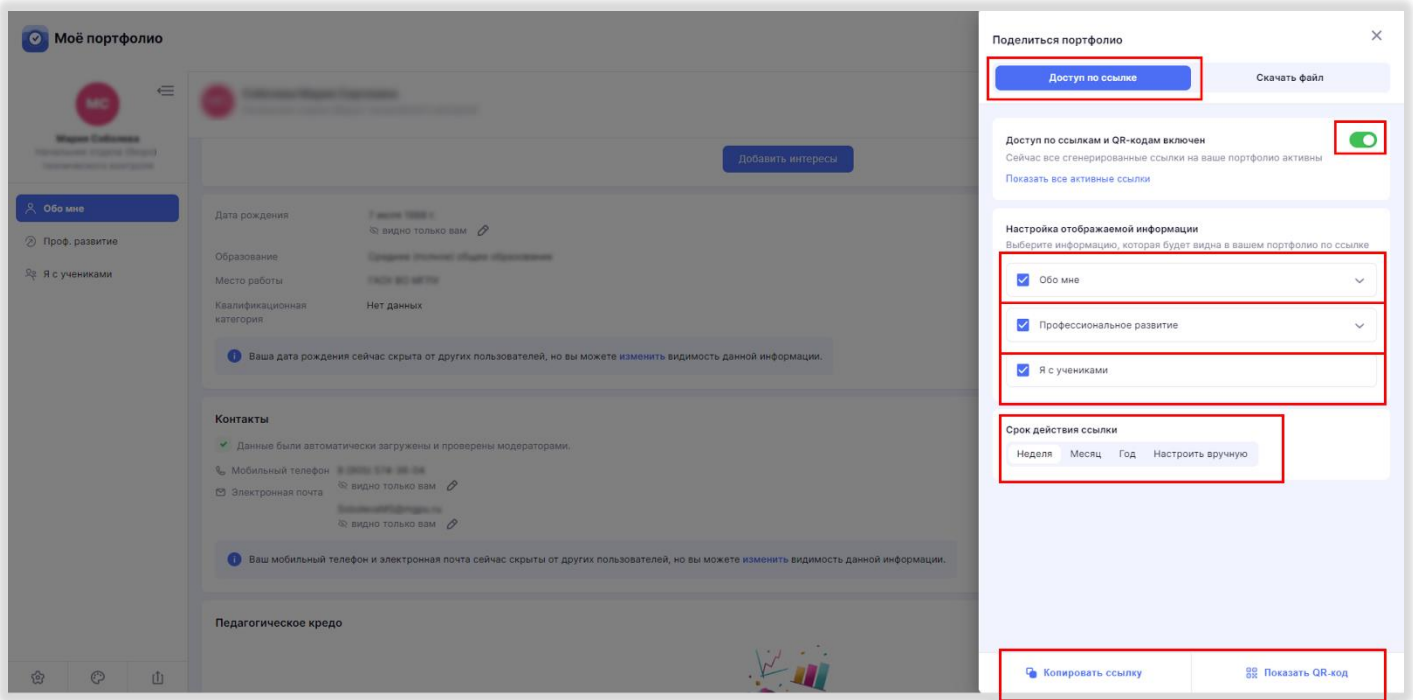 Моё портфолио
МС
Обо мне
Проф. развитие
Я с учениками
Добавить интересы
Дата рождения
видно только вам
Образование
Место работы
Квалификационная категория
Нет данных
Ваша дата рождения сейчас скрыта от других пользователей, но вы можете изменить видимость данной информации.
Контакты
Данные были автоматически загружены и проверены модераторами.
Мобильный телефон
видно только вам
Электронная почта
видно только вам
Ваш мобильный телефон и электронная почта сейчас скрыты от других пользователей, но вы можете изменить видимость данной информации.
Педагогическое кредо
Поделиться портфолио
Доступ по ссылке
Скачать файл
Доступ по ссылкам и QR-кодам включен
Сейчас все сгенерированные ссылки на ваше портфолио активны
Показать все активные ссылки
Настройка отображаемой информации
Выберите информацию, которая будет видна в вашем портфолио по ссылке
Обо мне
Профессиональное развитие
Я с учениками
Срок действия ссылки
Неделя Месяц Год Настроить вручную
Копировать ссылку
Показать QR-код